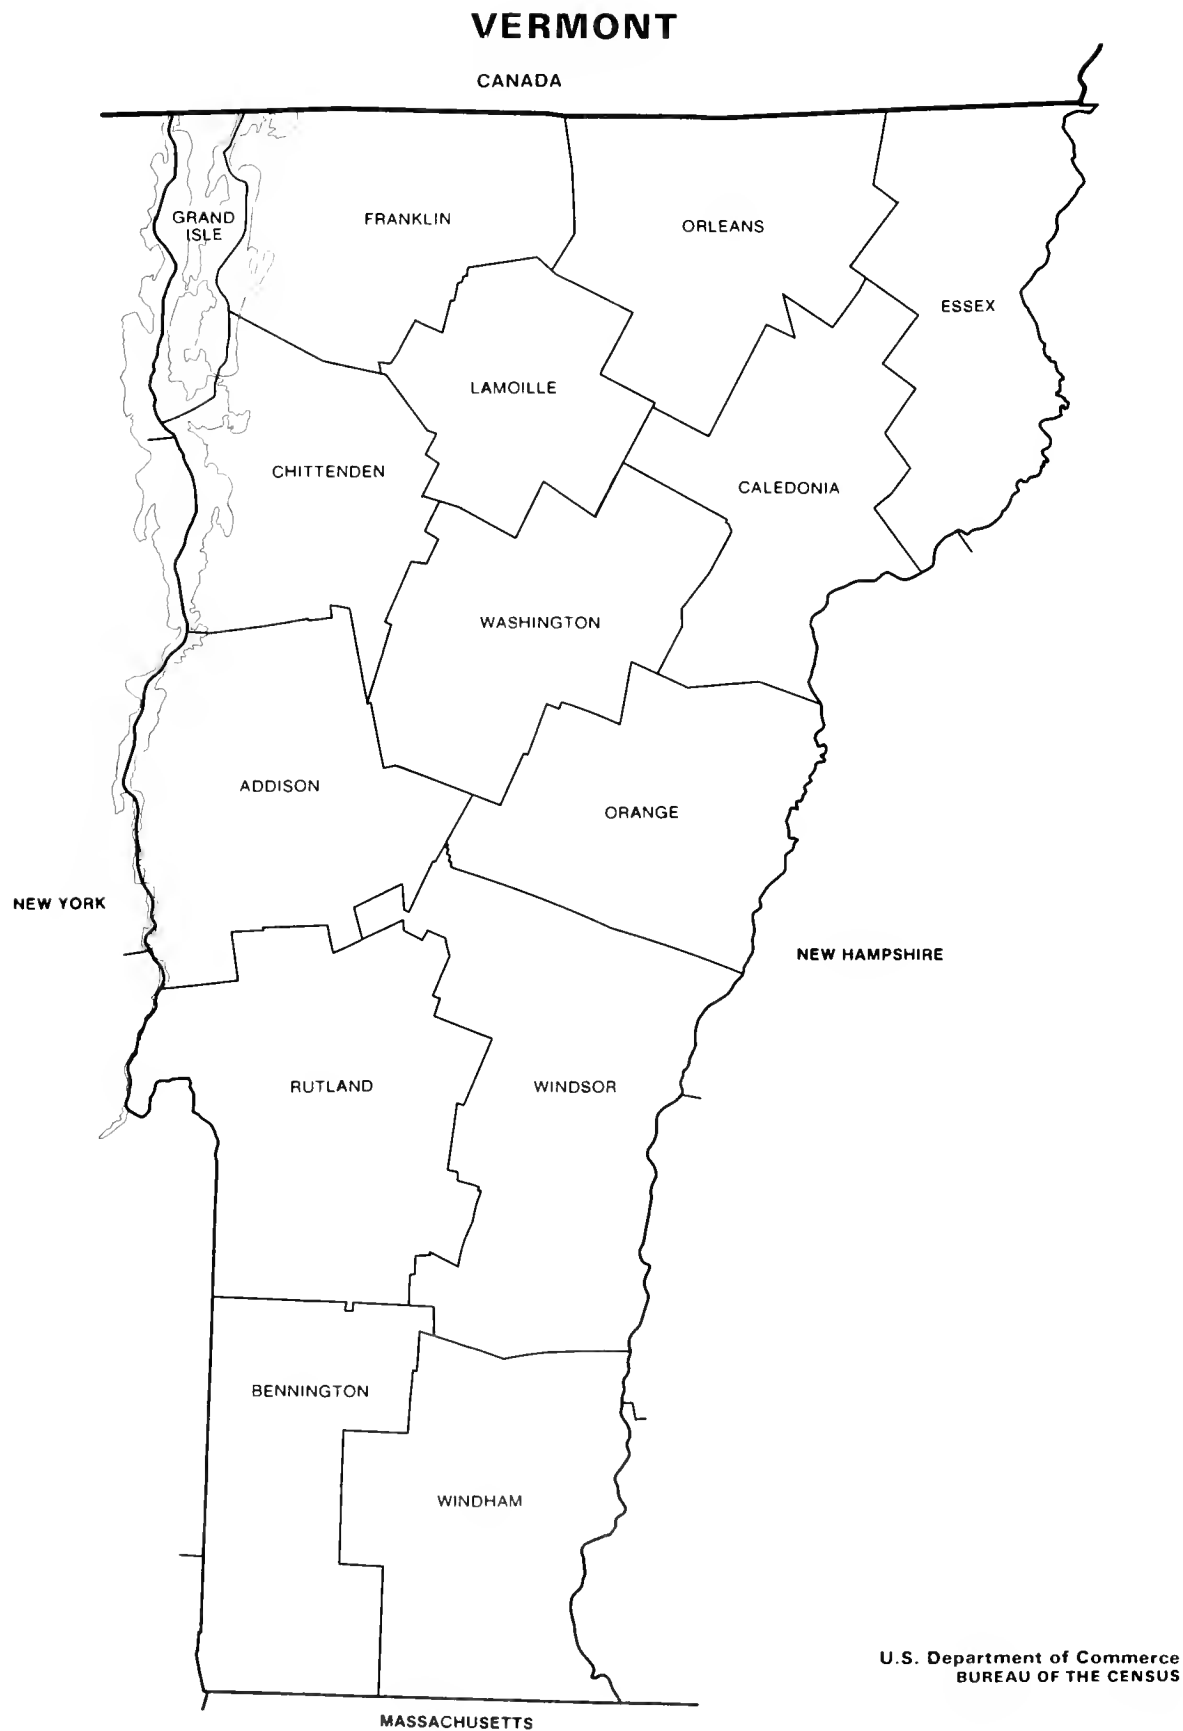 VERMONT
CANADA
GRAND
ISLE
FRANKLIN
ORLEANS
ESSEX
LAMOILLE
CHITTENDEN
CALEDONIA
WASHINGTON
ADDISON
ORANGE
NEW YORK
NEW HAMPSHIRE
RUTLAND
WINDSOR
BENNINGTON
WINDHAM
U.S. Department of Commerce
BUREAU OF THE CENSUS
MASSACHUSETTS